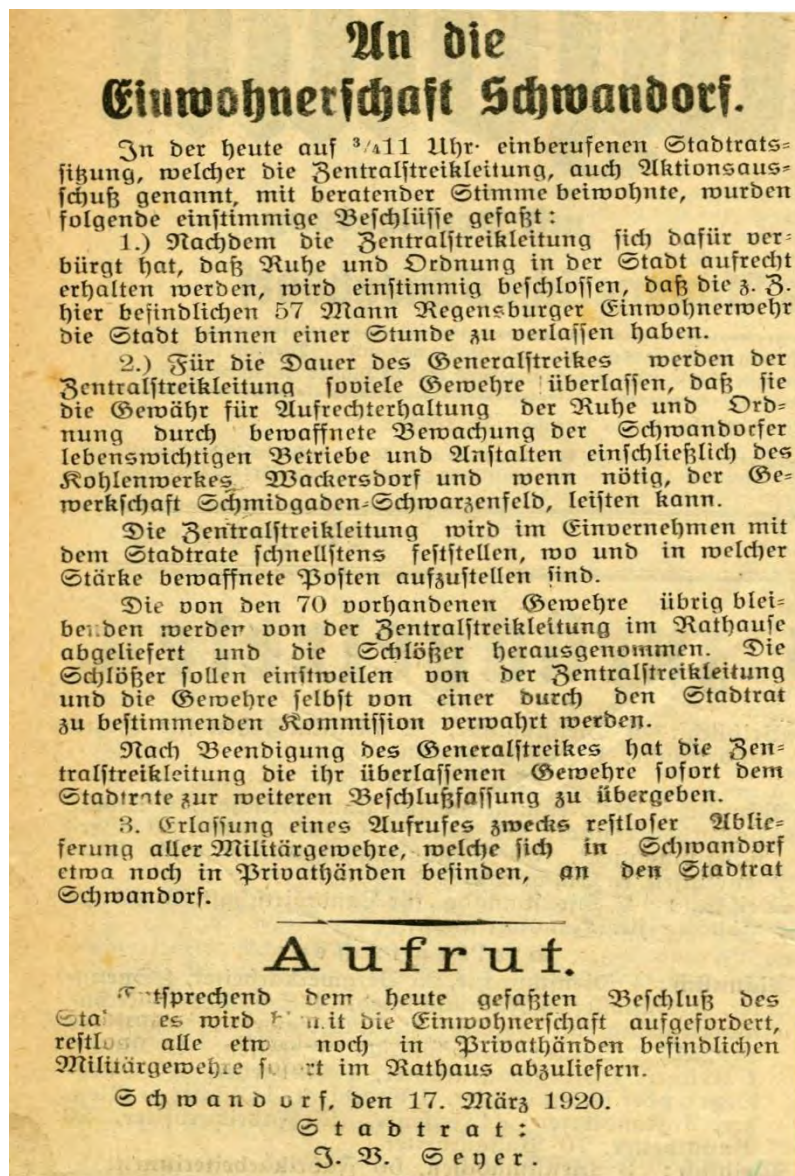 An die
Einwohnerschaft Schwandorf.
In der heute auf ³/₄11 Uhr einberufenen Stadtrats-
sitzung, welcher die Zentralstreikleitung, auch Aktionsaus-
schuß genannt, mit beratender Stimme beiwohnte, wurden
folgende einstimmige Beschlüsse gefaßt:
1.) Nachdem die Zentralstreikleitung sich dafür ver-
bürgt hat, daß Ruhe und Ordnung in der Stadt aufrecht
erhalten werden, wird einstimmig beschlossen, daß die z. Z.
hier befindlichen 57 Mann Regensburger Einwohnerwehr
die Stadt binnen einer Stunde zu verlassen haben.
2.) Für die Dauer des Generalstreikes werden der
Zentralstreikleitung soviele Gewehre überlassen, daß sie
die Gewähr für Aufrechterhaltung der Ruhe und Ord-
nung durch bewaffnete Bewachung der Schwandorfer
lebenswichtigen Betriebe und Anstalten einschließlich des
Kohlenwerkes Wackersdorf und wenn nötig, der Ge-
werkschaft Schmidgaden-Schwarzenfeld, leisten kann.
Die Zentralstreikleitung wird im Einvernehmen mit
dem Stadtrate schnellstens feststellen, wo und in welcher
Stärke bewaffnete Posten aufzustellen sind.
Die von den 70 vorhandenen Gewehre übrig blei-
benden werden von der Zentralstreikleitung im Rathause
abgeliefert und die Schlößer herausgenommen. Die
Schlößer sollen einstweilen von der Zentralstreikleitung
und die Gewehre selbst von einer durch den Stadtrat
zu bestimmenden Kommission verwahrt werden.
Nach Beendigung des Generalstreikes hat die Zen-
tralstreikleitung die ihr überlassenen Gewehre sofort dem
Stadtrate zur weiteren Beschlußfassung zu übergeben.
3. Erlassung eines Aufrufes zwecks restloser Ablie-
ferung aller Militärgewehre, welche sich in Schwandorf
etwa noch in Privathänden befinden, an den Stadtrat
Schwandorf.
Aufruf.
dem heute gefaßten Beschluß des
wird die Einwohnerschaft aufgefordert,
alle noch in Privathänden befindlichen
Militärgewehre im Rathaus abzuliefern.
Schwandorf, den 17. März 1920.
Stadtrat:
J. V. Seyer.